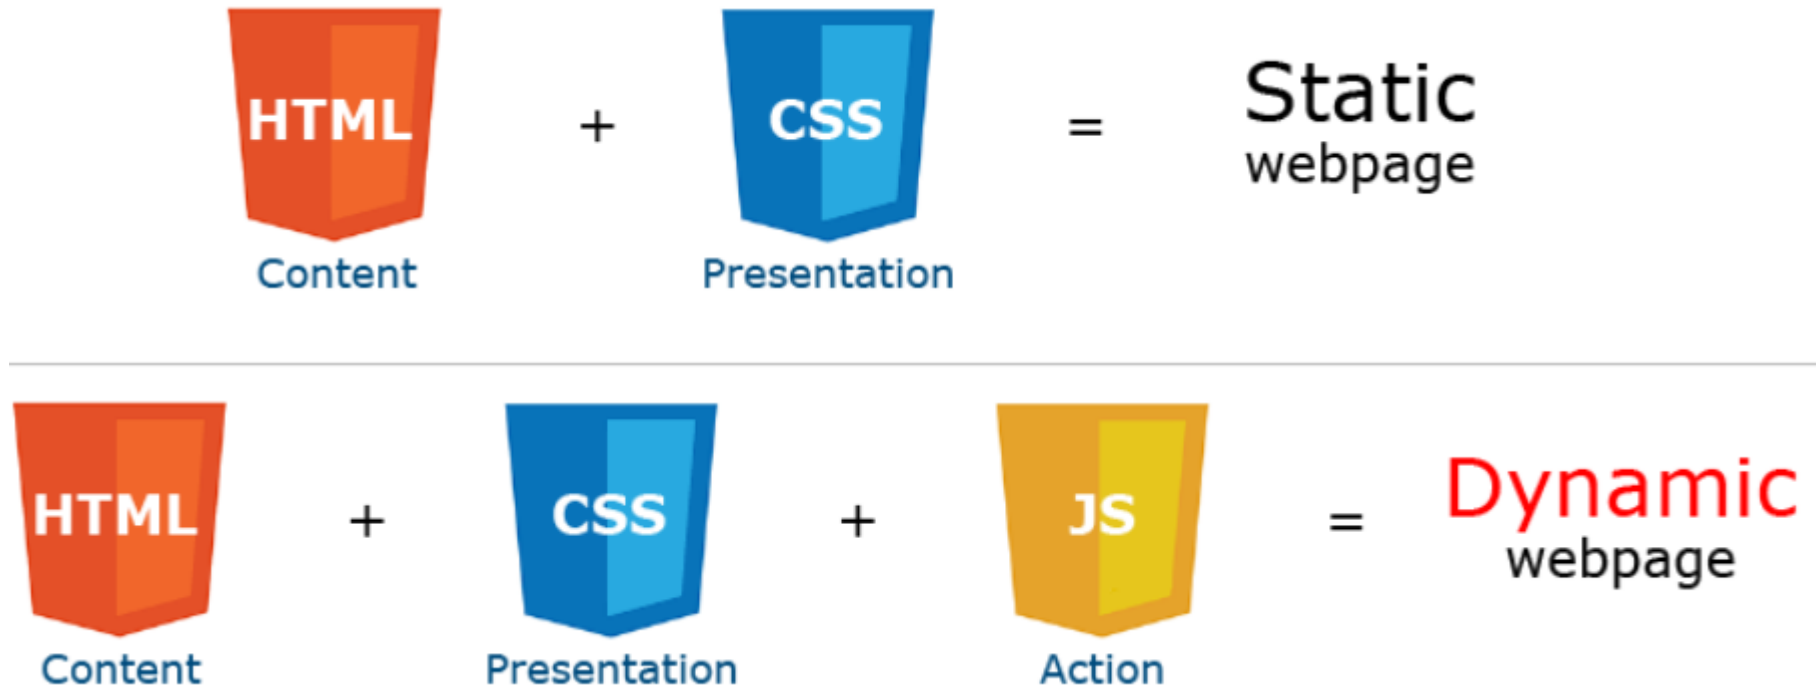 HTML + CSS = Static
webpage
Content Presentation
HTML + CSS + JS = Dynamic
webpage
Content Presentation Action